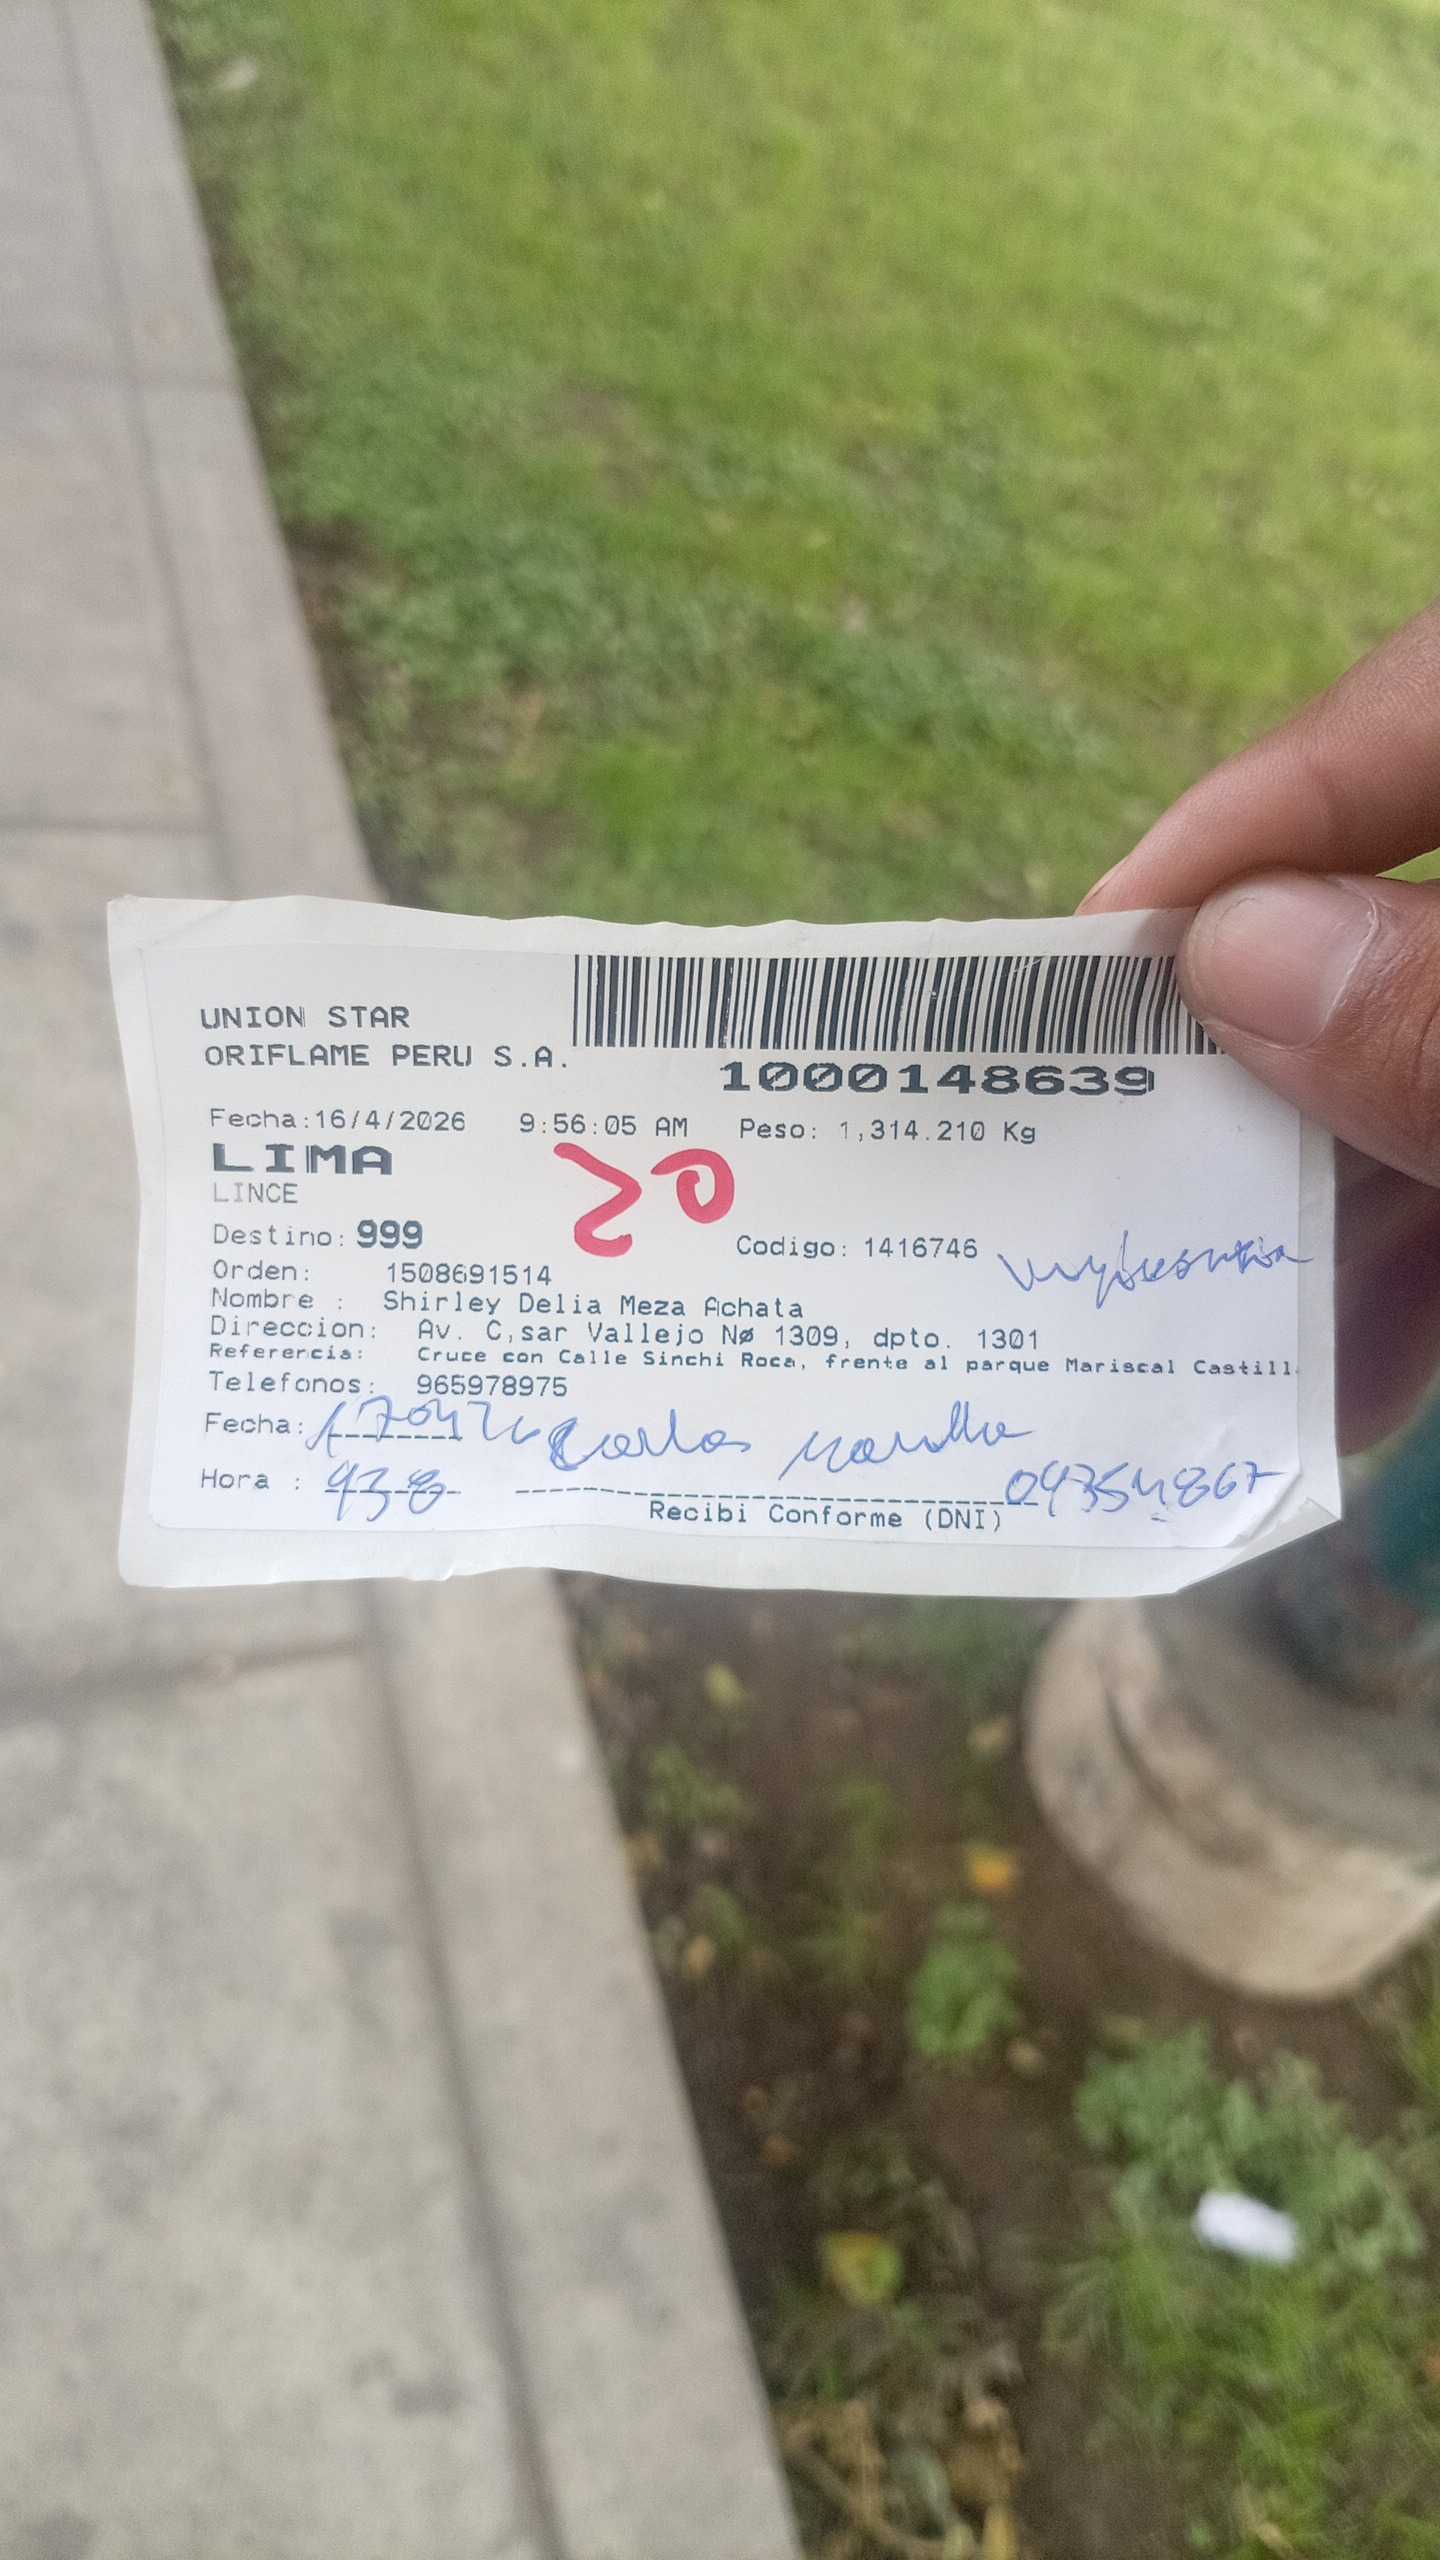 UNION STAR
ORIFLAME PERU S.A.
1000148639
Fecha:16/4/2026 9:56:05 AM Peso: 1,314.210 Kg
LIMA
20
LINCE
Destino: 999
Codigo: 1416746
Orden: 1508691514
Nombre : Shirley Delia Meza Achata
Direccion: Av. C,sar Vallejo Nø 1309, dpto. 1301
Referencia: Cruce con Calle Sinchi Roca, frente al parque Mariscal Castill
Telefonos: 965978975
Fecha: Carlos
Hora : 938
Recibi Conforme (DNI)